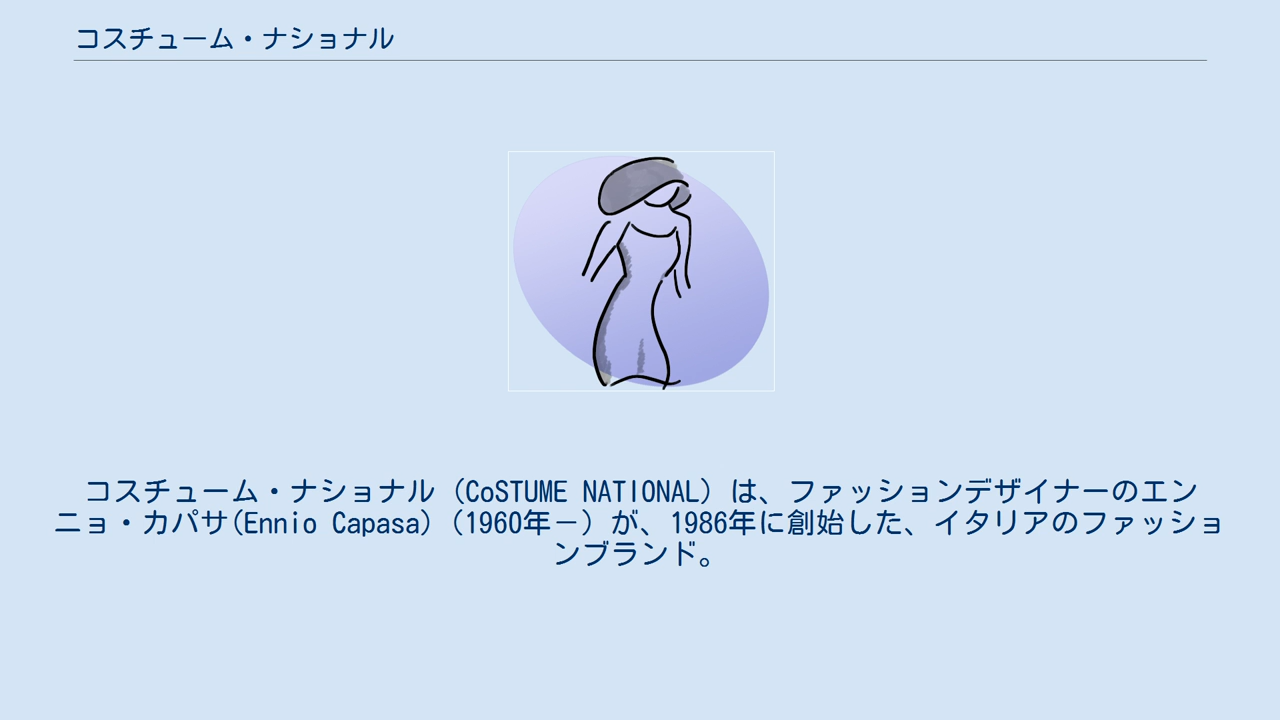 コスチューム・ナショナル
コスチューム・ナショナル（CoSTUME NATIONAL）は、ファッションデザイナーのエン
ニョ・カパサ(Ennio Capasa)（1960年－）が、1986年に創始した、イタリアのファッショ
ンブランド。